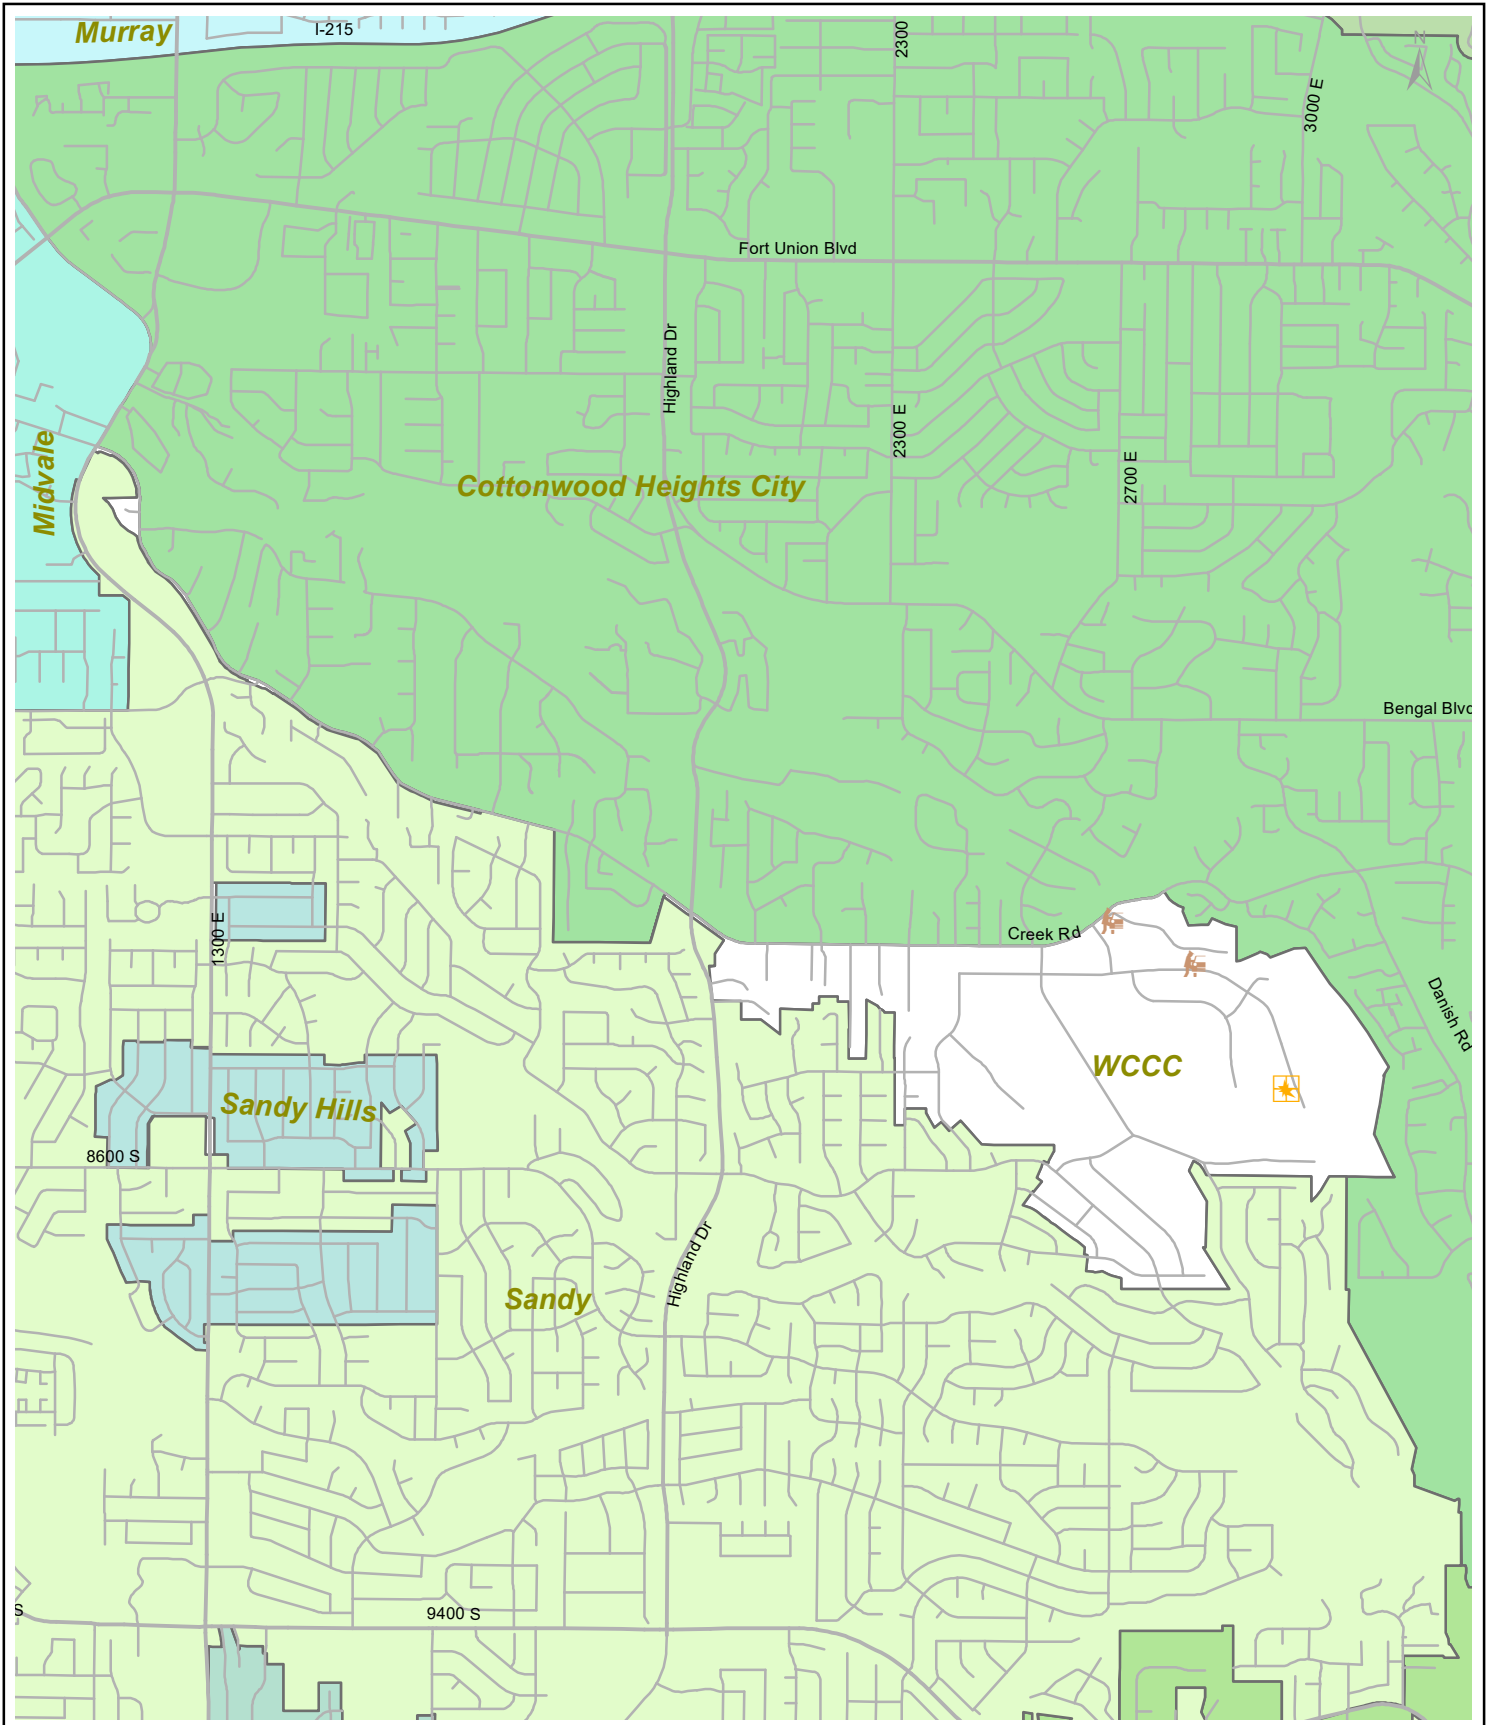 Murray
I-215
2300
N
3000 E
Fort Union Blvd
Highland Dr
2300 E
Midvale
2700 E
Cottonwood Heights City
Bengal Blvd
1300 E
Creek Rd
Danish Rd
WCCC
Sandy Hills
8600 S
Highland Dr
Sandy
S
9400 S